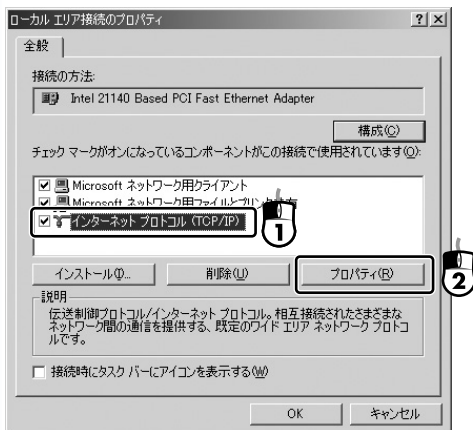 ローカル エリア接続のプロパティ
全般
接続の方法:
Intel 21140 Based PCI Fast Ethernet Adapter
構成(C)
チェック マークがオンになっているコンポーネントがこの接続で使用されています(O):
Microsoft ネットワーク用クライアント
Microsoft ネットワーク用ファイルとプリンタ共有
インターネット プロトコル (TCP/IP)
1
インストール(I)...
削除(U)
プロパティ(R)
2
説明
伝送制御プロトコル/インターネット プロトコル。相互接続されたさまざまな
ネットワーク間の通信を提供する、既定のワイド エリア ネットワーク プロトコ
ルです。
接続時にタスク バーにアイコンを表示する(W)
OK
キャンセル